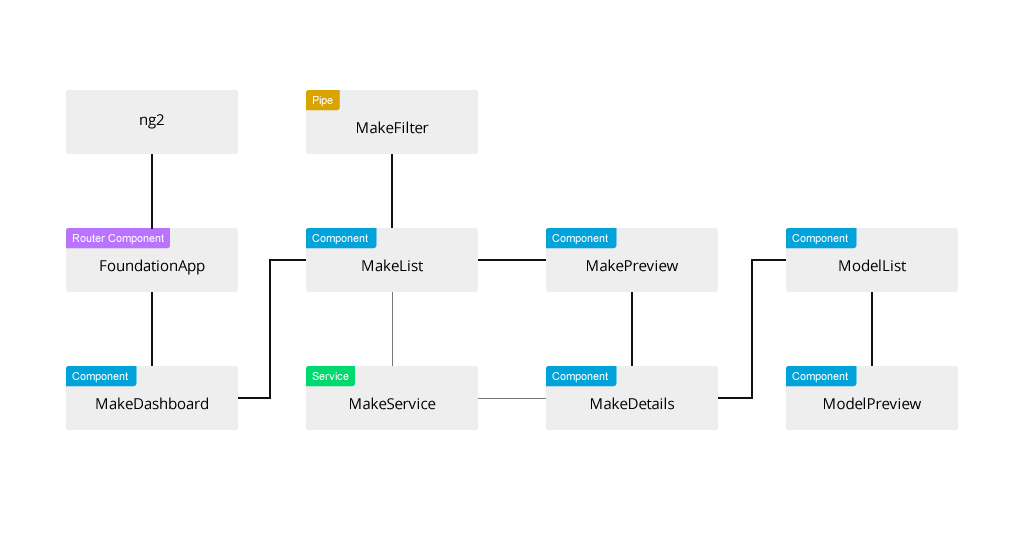 ng2
Pipe
MakeFilter
Router Component
FoundationApp
Component
MakeList
Component
MakePreview
Component
ModelList
Component
MakeDashboard
Service
MakeService
Component
MakeDetails
Component
ModelPreview